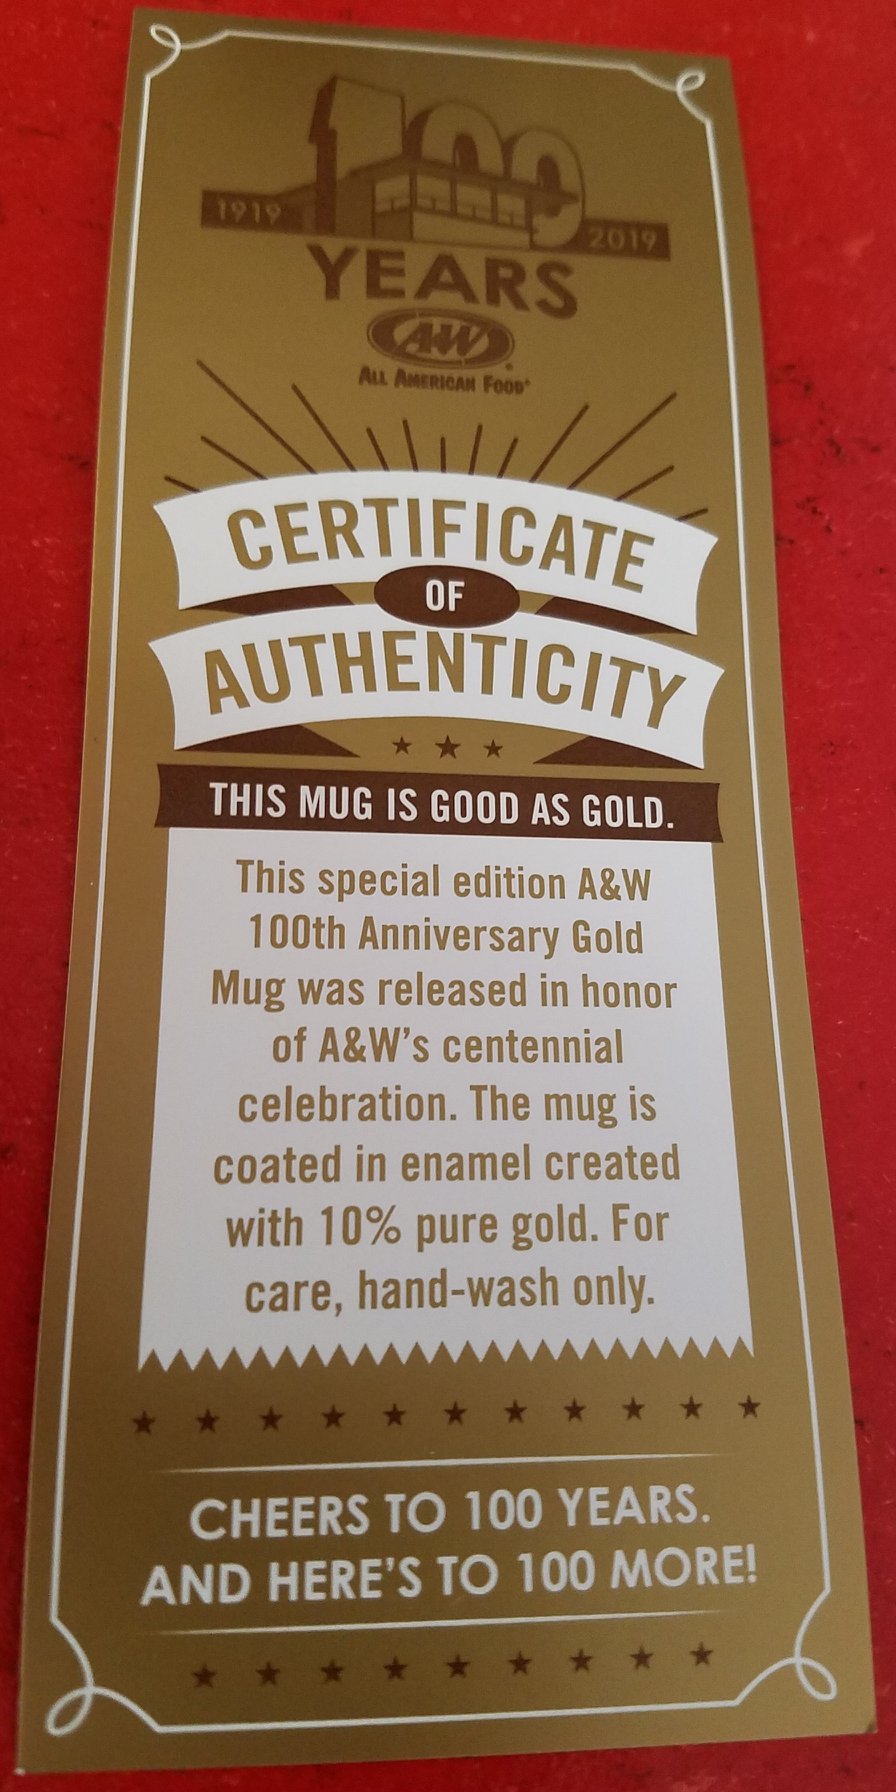 100
1919
2019
YEARS
A&W
ALL AMERICAN FOOD®
CERTIFICATE
OF
AUTHENTICITY
THIS MUG IS GOOD AS GOLD.
This special edition A&W
100th Anniversary Gold
Mug was released in honor
of A&W's centennial
celebration. The mug is
coated in enamel created
with 10% pure gold. For
care, hand-wash only.
CHEERS TO 100 YEARS.
AND HERE'S TO 100 MORE!